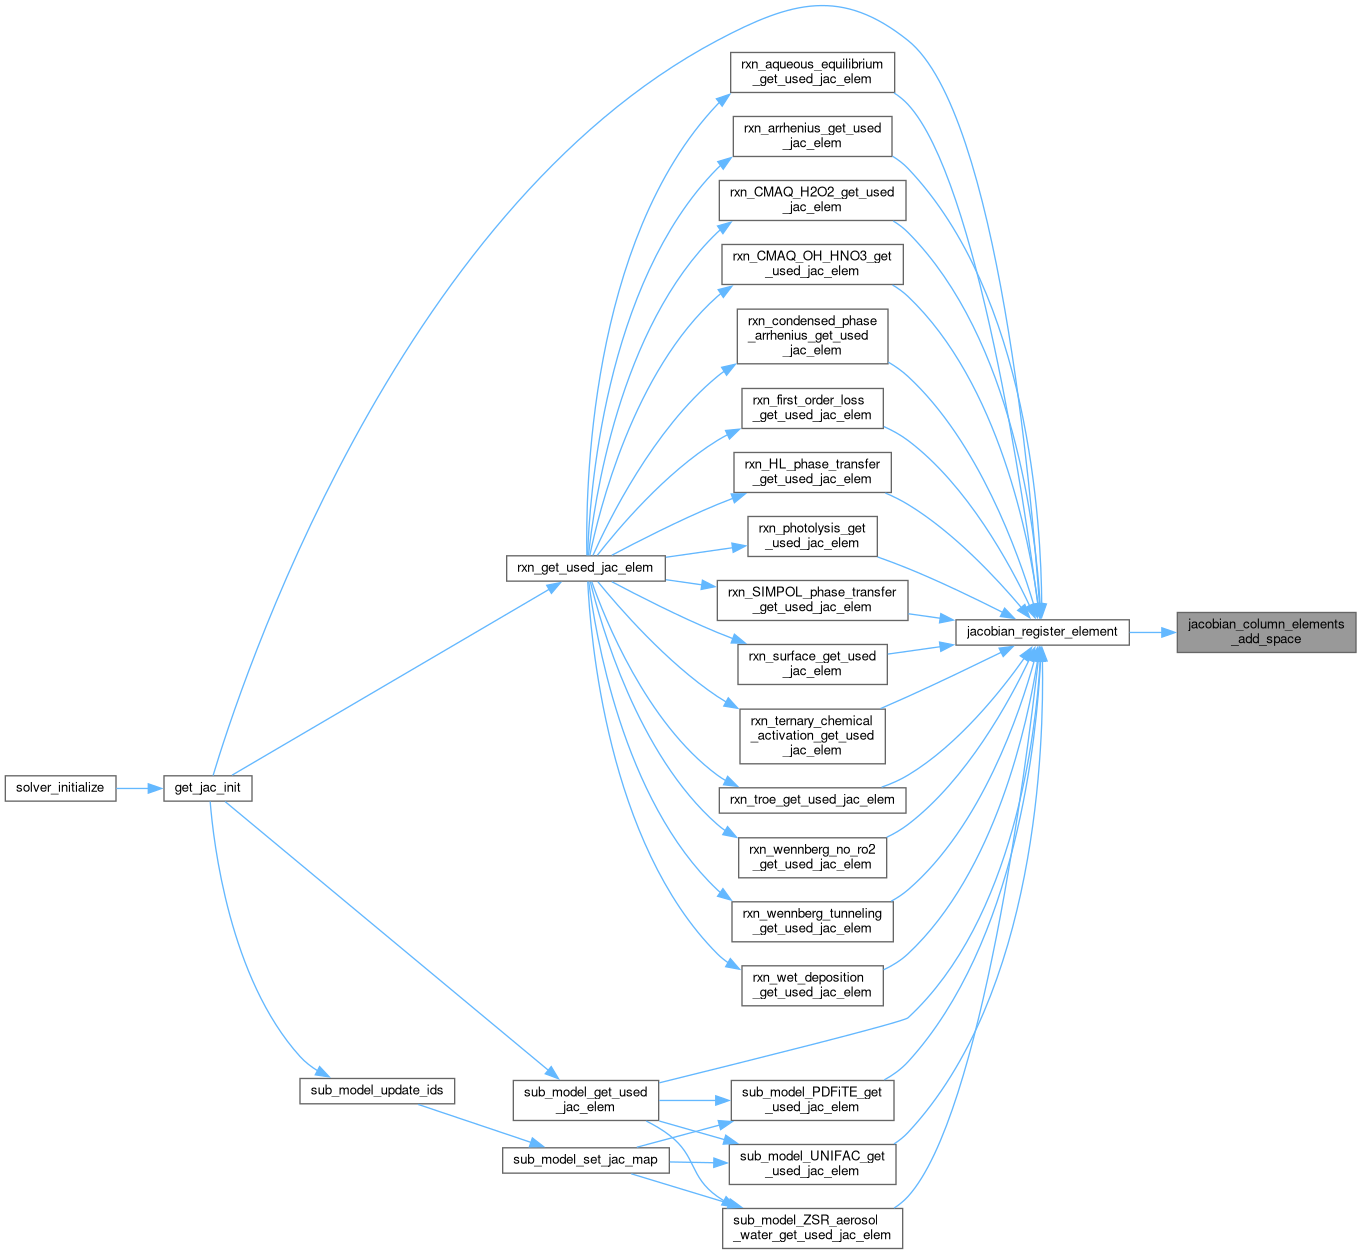 rxn_aqueous_equilibrium
_get_used_jac_elem
rxn_arrhenius_get_used
_jac_elem
rxn_CMAQ_H2O2_get_used
_jac_elem
rxn_CMAQ_OH_HNO3_get
_used_jac_elem
rxn_condensed_phase
_arrhenius_get_used
_jac_elem
rxn_first_order_loss
_get_used_jac_elem
rxn_HL_phase_transfer
_get_used_jac_elem
rxn_photolysis_get
_used_jac_elem
rxn_get_used_jac_elem
rxn_SIMPOL_phase_transfer
_get_used_jac_elem
jacobian_register_element
jacobian_column_elements
_add_space
rxn_surface_get_used
_jac_elem
rxn_ternary_chemical
_activation_get_used
_jac_elem
solver_initialize
get_jac_init
rxn_troe_get_used_jac_elem
rxn_wennberg_no_ro2
_get_used_jac_elem
rxn_wennberg_tunneling
_get_used_jac_elem
rxn_wet_deposition
_get_used_jac_elem
sub_model_update_ids
sub_model_get_used
_jac_elem
sub_model_PDFiTE_get
_used_jac_elem
sub_model_set_jac_map
sub_model_UNIFAC_get
_used_jac_elem
sub_model_ZSR_aerosol
_water_get_used_jac_elem